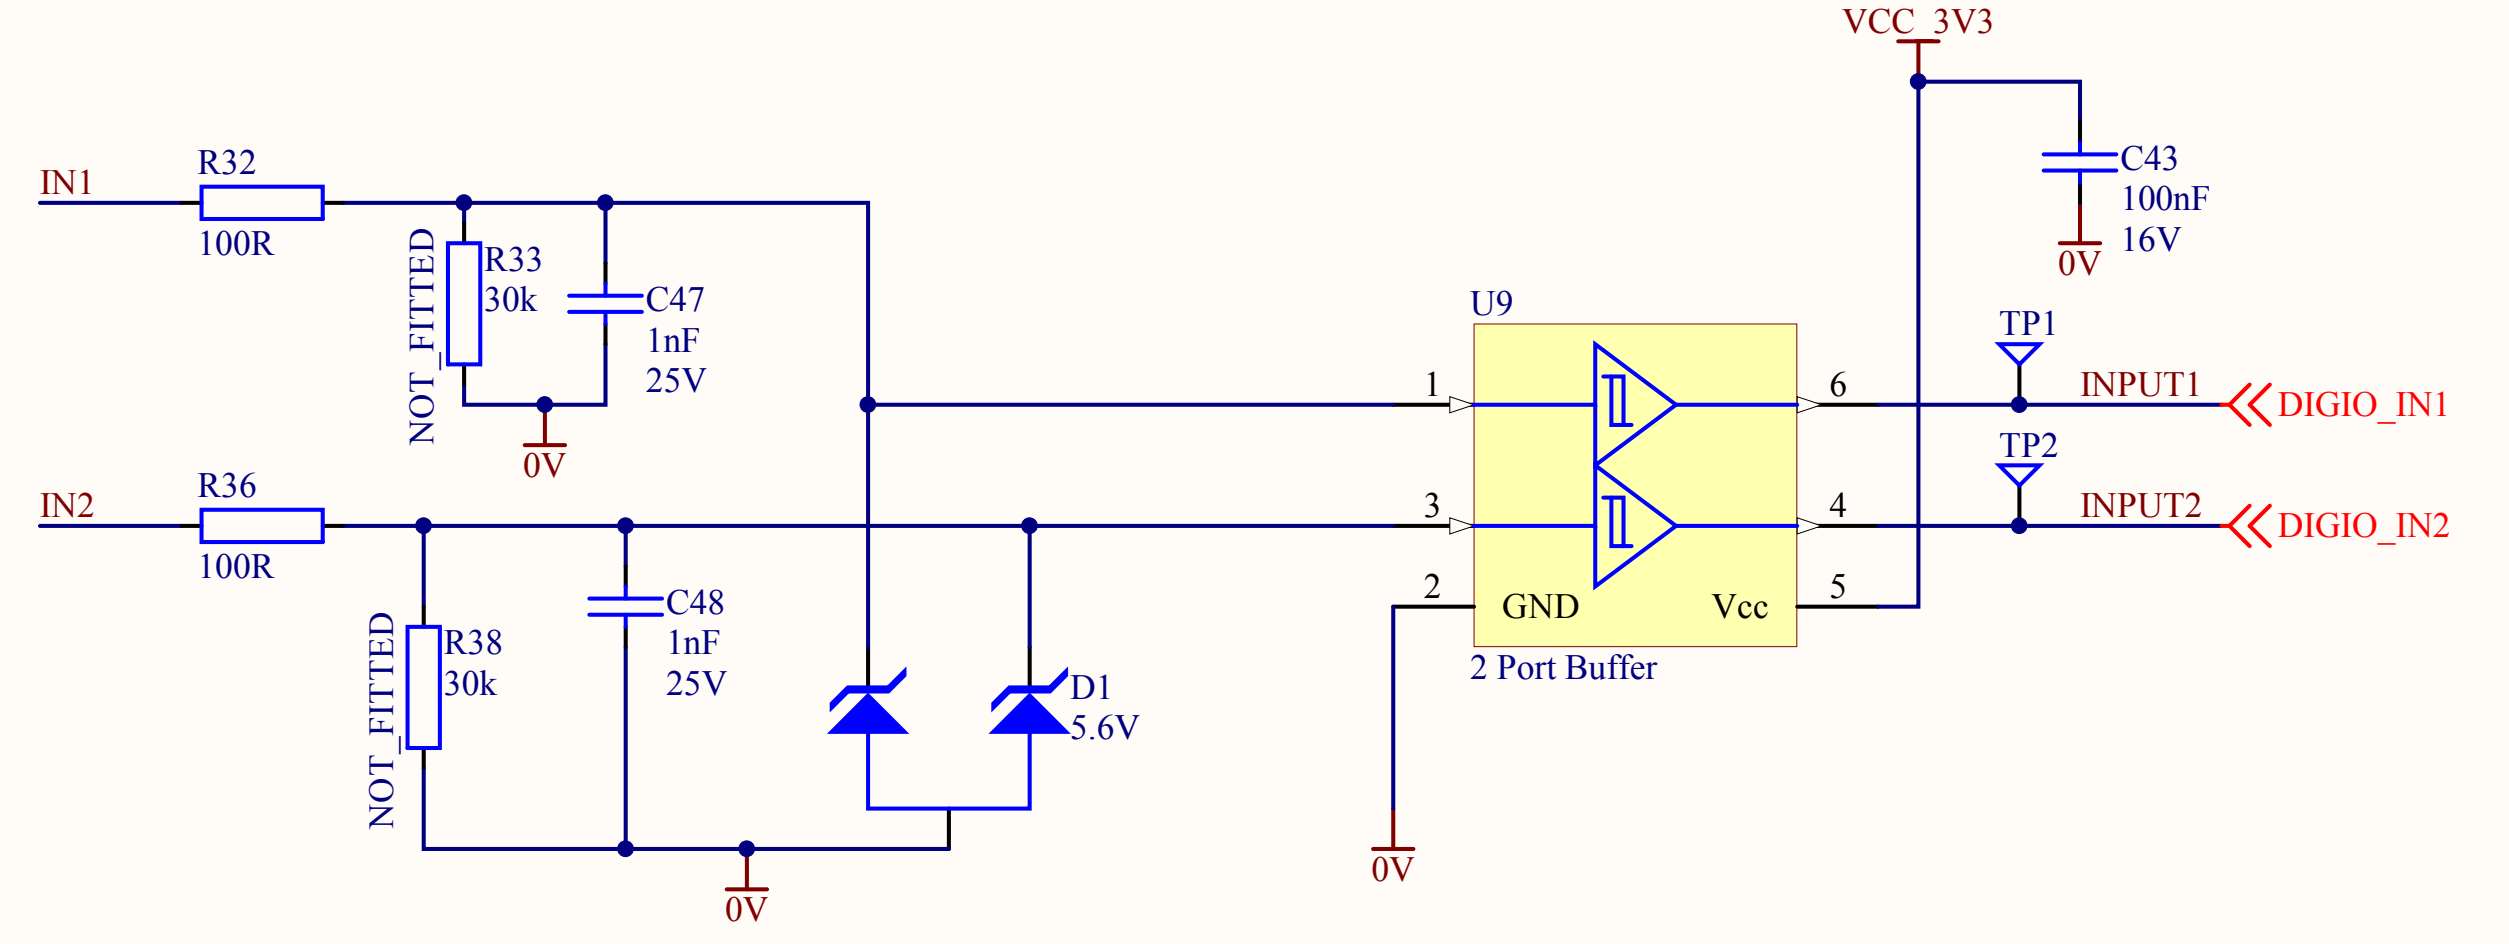 VCC_3V3
C43
100nF
16V
0V
IN1
R32
100R
NOT_FITTED
R33
30k
C47
1nF
25V
0V
IN2
R36
100R
NOT_FITTED
R38
30k
C48
1nF
25V
0V
D1
5.6V
U9
1
6
3
4
2
GND
Vcc
5
2 Port Buffer
0V
TP1
INPUT1
DIGIO_IN1
TP2
INPUT2
DIGIO_IN2